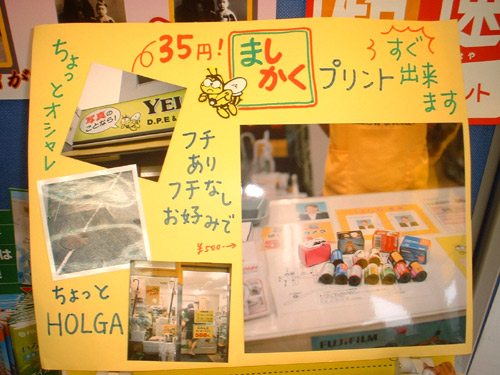 35円!
ましかく
プリント
すぐ
出来
ます
ちょっとオシャレ
写真の
ことなら!
YEL
D.P.E &
フチ
あり
フチなし
お好みで
¥500→
ちょっと
HOLGA
FUJIFILM